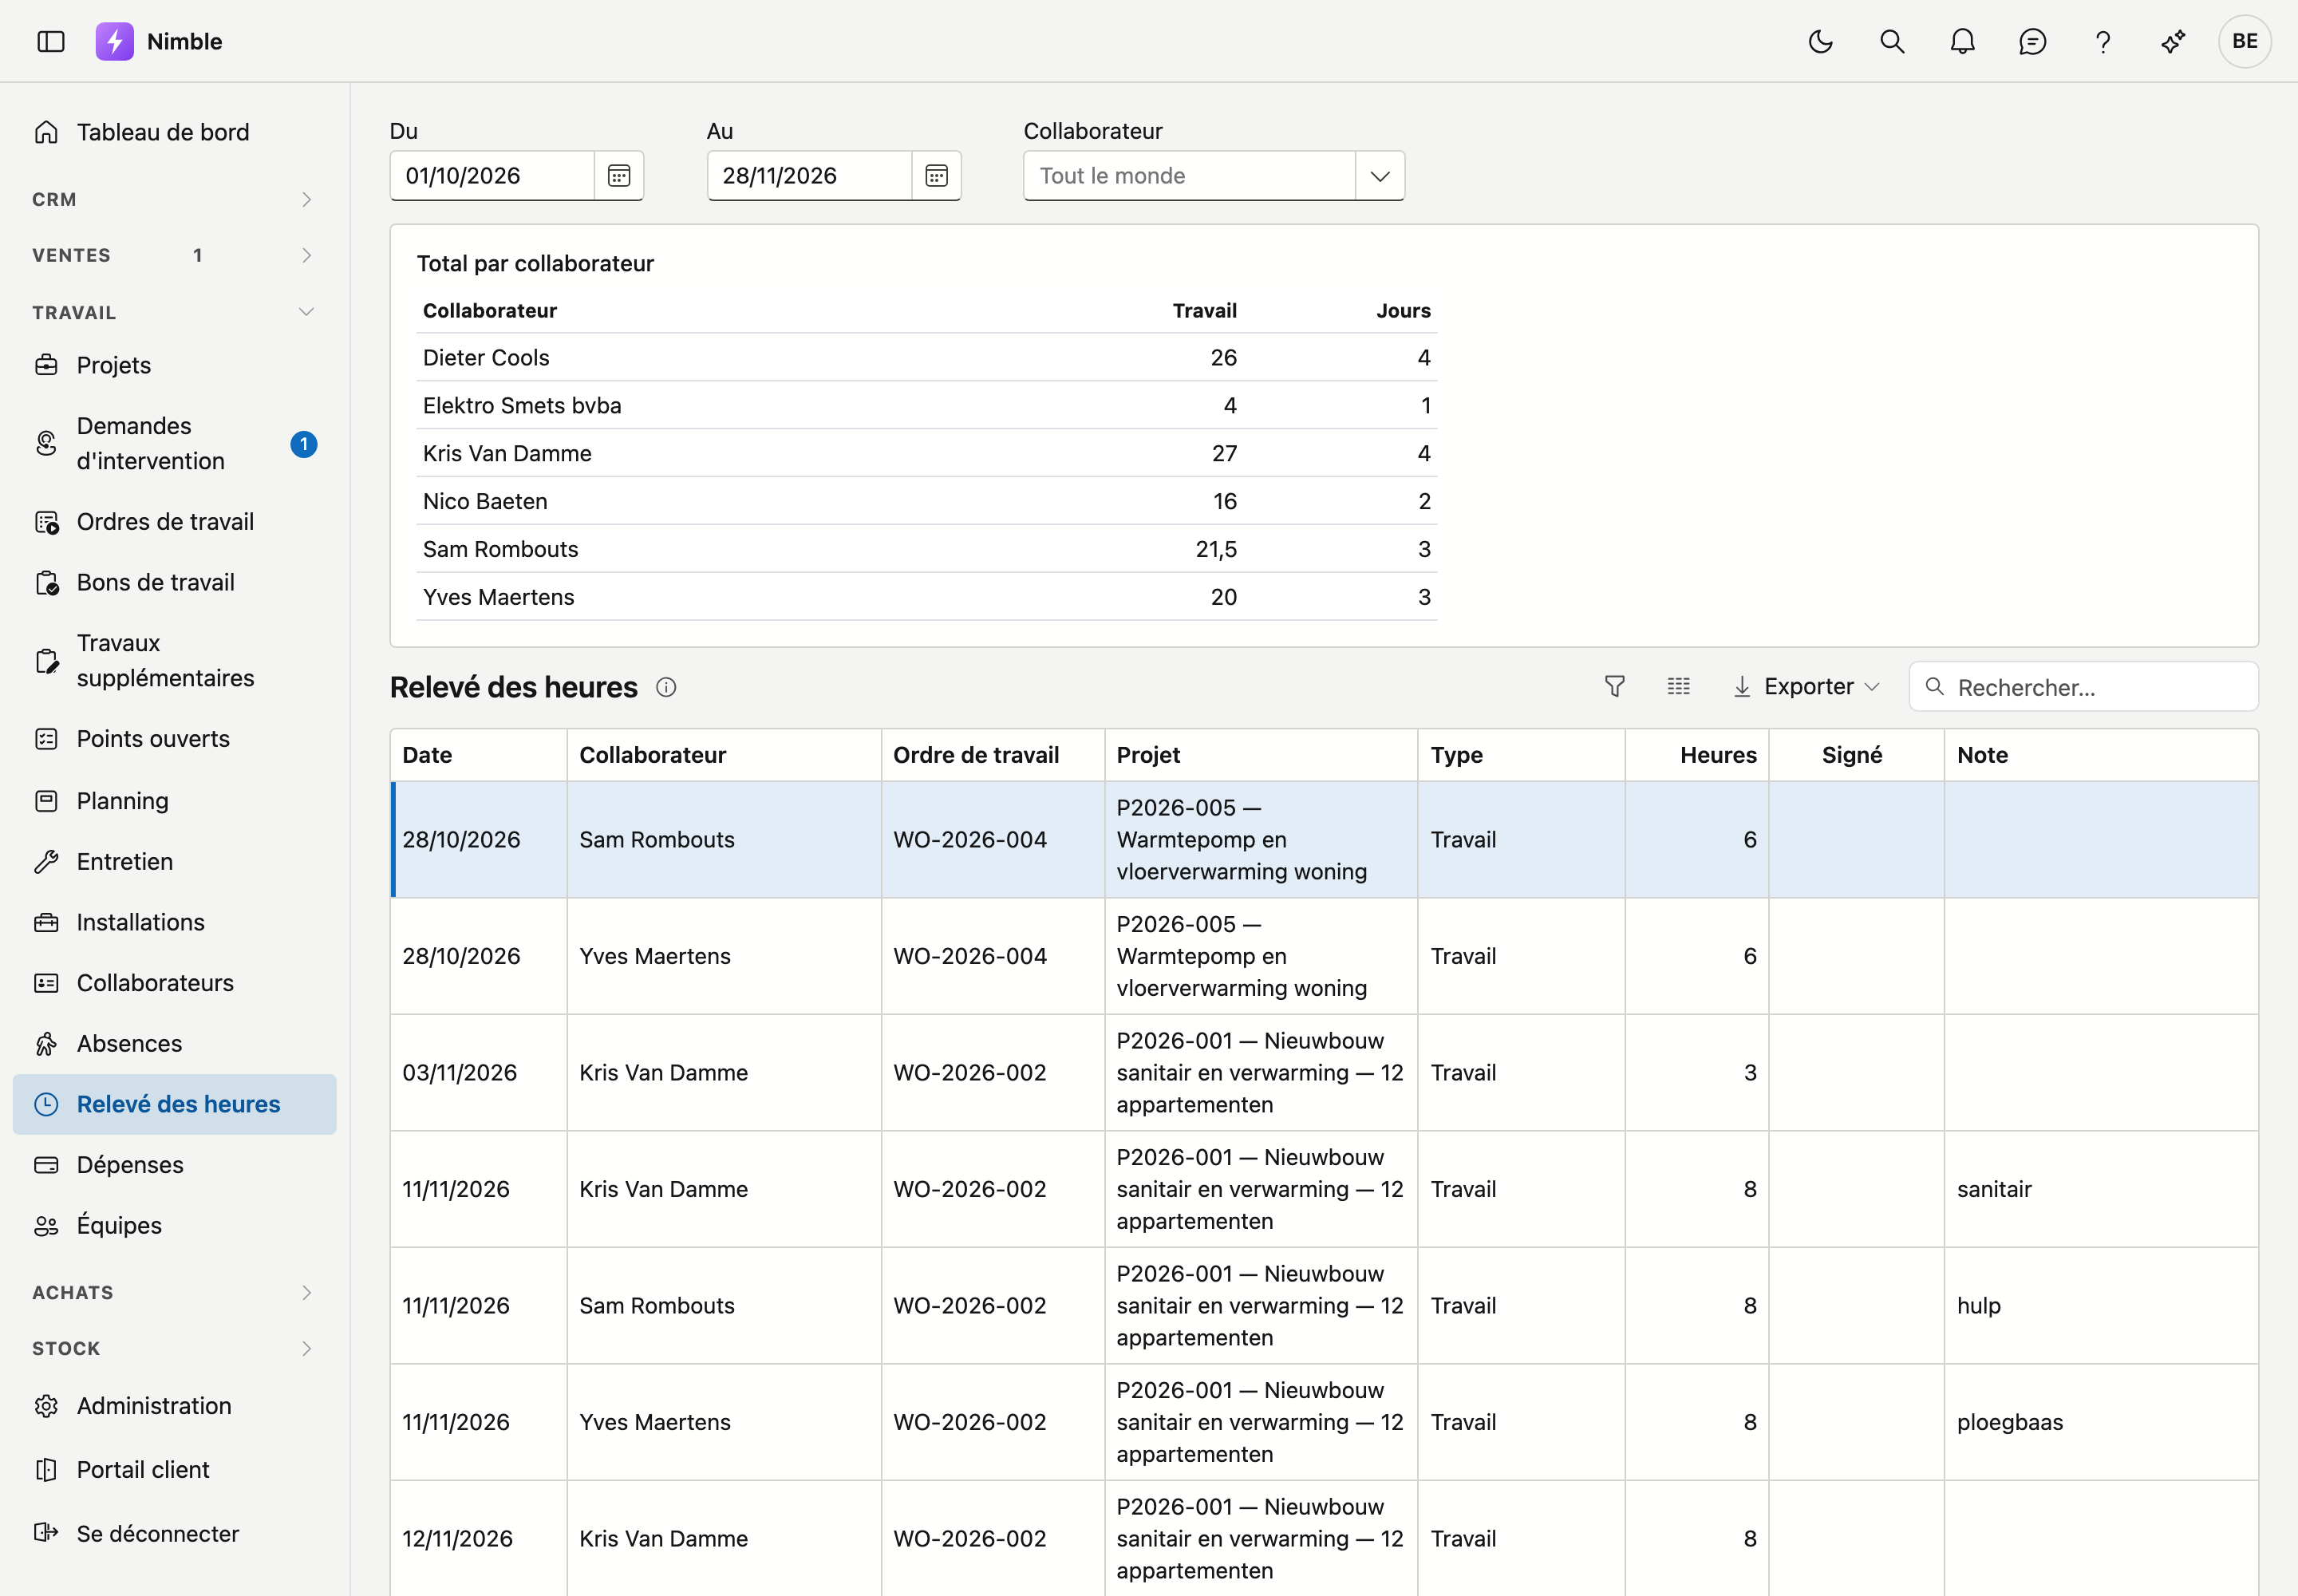 Nimble
BE
Tableau de bord
CRM
VENTES 1
TRAVAIL
Projets
Demandes
d'intervention
1
Ordres de travail
Bons de travail
Travaux
supplémentaires
Points ouverts
Planning
Entretien
Installations
Collaborateurs
Absences
Relevé des heures
Dépenses
Équipes
ACHATS
STOCK
Administration
Portail client
Se déconnecter
Du Au Collaborateur
01/10/2026 28/11/2026 Tout le monde
Total par collaborateur
Collaborateur Travail Jours
Dieter Cools 26 4
Elektro Smets bvba 4 1
Kris Van Damme 27 4
Nico Baeten 16 2
Sam Rombouts 21,5 3
Yves Maertens 20 3
Relevé des heures Exporter Rechercher...
Date Collaborateur Ordre de travail Projet Type Heures Signé Note
P2026-005 —
28/10/2026 Sam Rombouts WO-2026-004 Warmtepomp en Travail 6
vloerverwarming woning
P2026-005 —
28/10/2026 Yves Maertens WO-2026-004 Warmtepomp en Travail 6
vloerverwarming woning
P2026-001 — Nieuwbouw
03/11/2026 Kris Van Damme WO-2026-002 sanitair en verwarming — 12 Travail 3
appartementen
P2026-001 — Nieuwbouw
11/11/2026 Kris Van Damme WO-2026-002 sanitair en verwarming — 12 Travail 8 sanitair
appartementen
P2026-001 — Nieuwbouw
11/11/2026 Sam Rombouts WO-2026-002 sanitair en verwarming — 12 Travail 8 hulp
appartementen
P2026-001 — Nieuwbouw
11/11/2026 Yves Maertens WO-2026-002 sanitair en verwarming — 12 Travail 8 ploegbaas
appartementen
P2026-001 — Nieuwbouw
12/11/2026 Kris Van Damme WO-2026-002 sanitair en verwarming — 12 Travail 8
appartementen